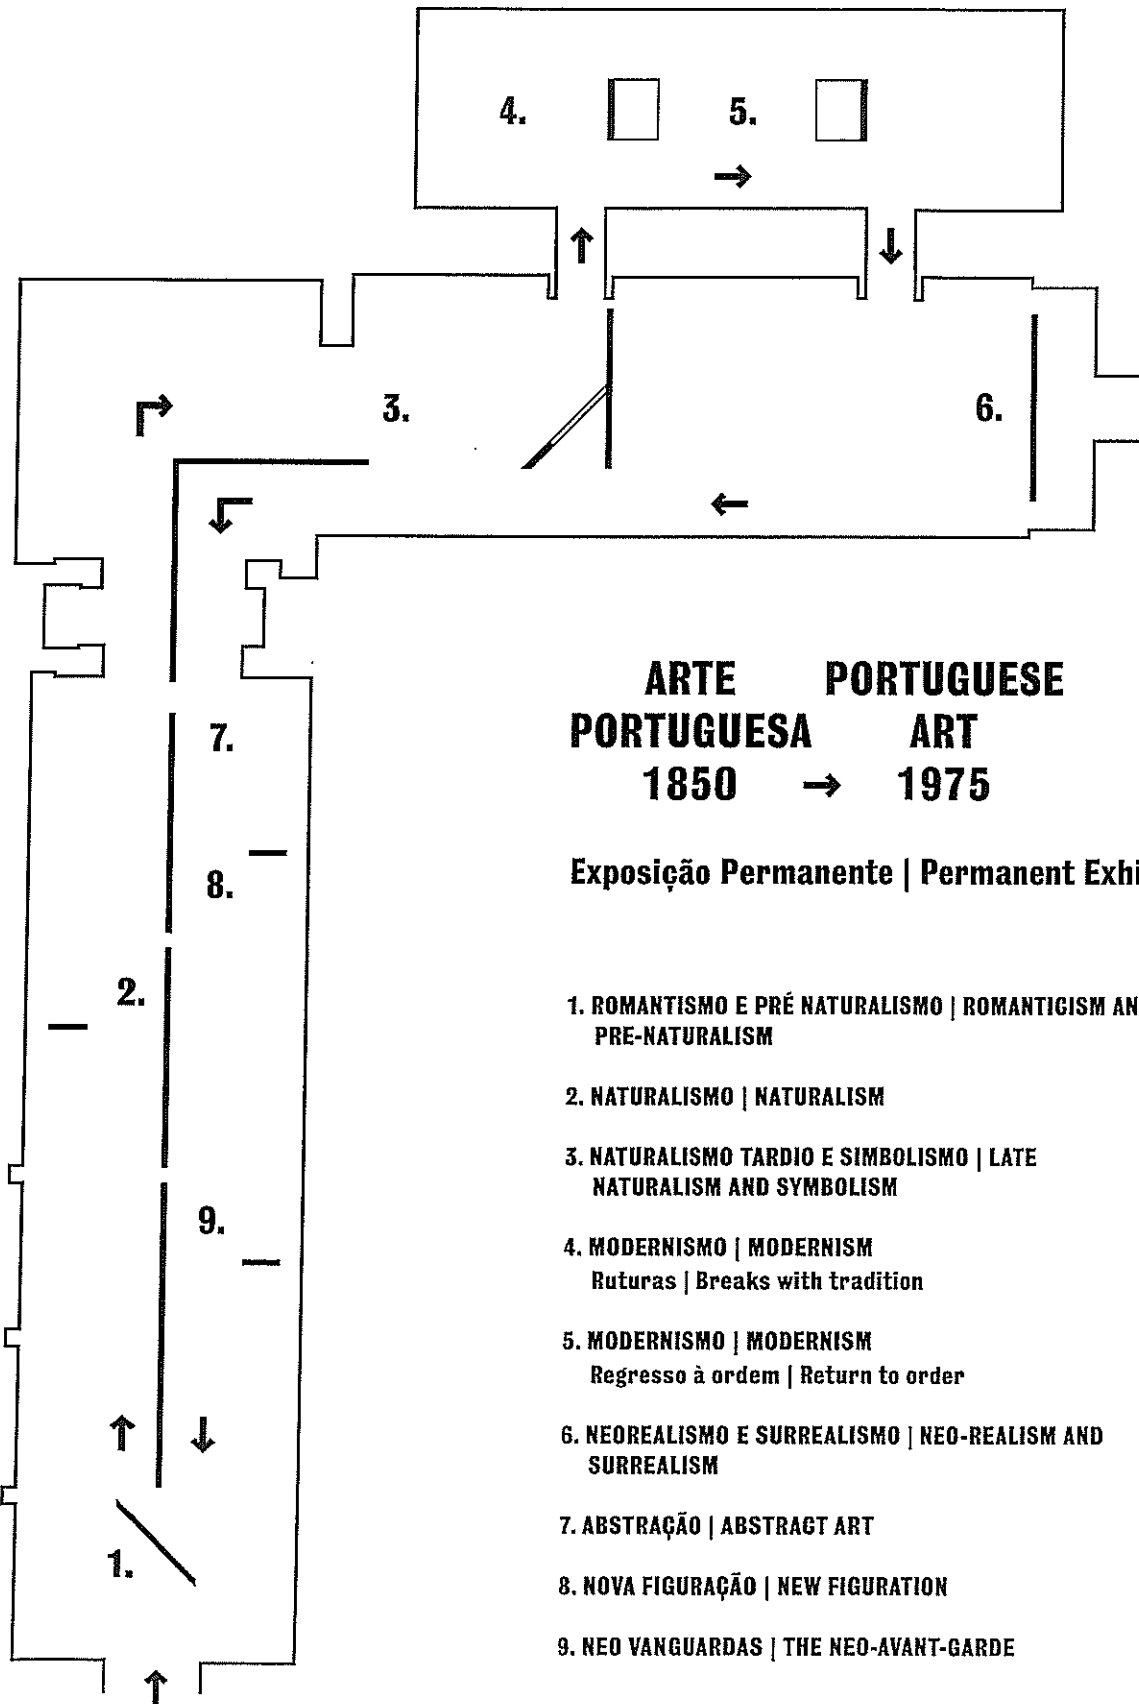 4. 5.
3. 6.
7.
8.
2.
9.
1.
ARTE PORTUGUESE
PORTUGUESA ART
1850 → 1975
Exposição Permanente | Permanent Exhi
1. ROMANTISMO E PRÉ NATURALISMO | ROMANTICISM AN
PRE-NATURALISM
2. NATURALISMO | NATURALISM
3. NATURALISMO TARDIO E SIMBOLISMO | LATE
NATURALISM AND SYMBOLISM
4. MODERNISMO | MODERNISM
Ruturas | Breaks with tradition
5. MODERNISMO | MODERNISM
Regresso à ordem | Return to order
6. NEOREALISMO E SURREALISMO | NEO-REALISM AND
SURREALISM
7. ABSTRAÇÃO | ABSTRACT ART
8. NOVA FIGURAÇÃO | NEW FIGURATION
9. NEO VANGUARDAS | THE NEO-AVANT-GARDE